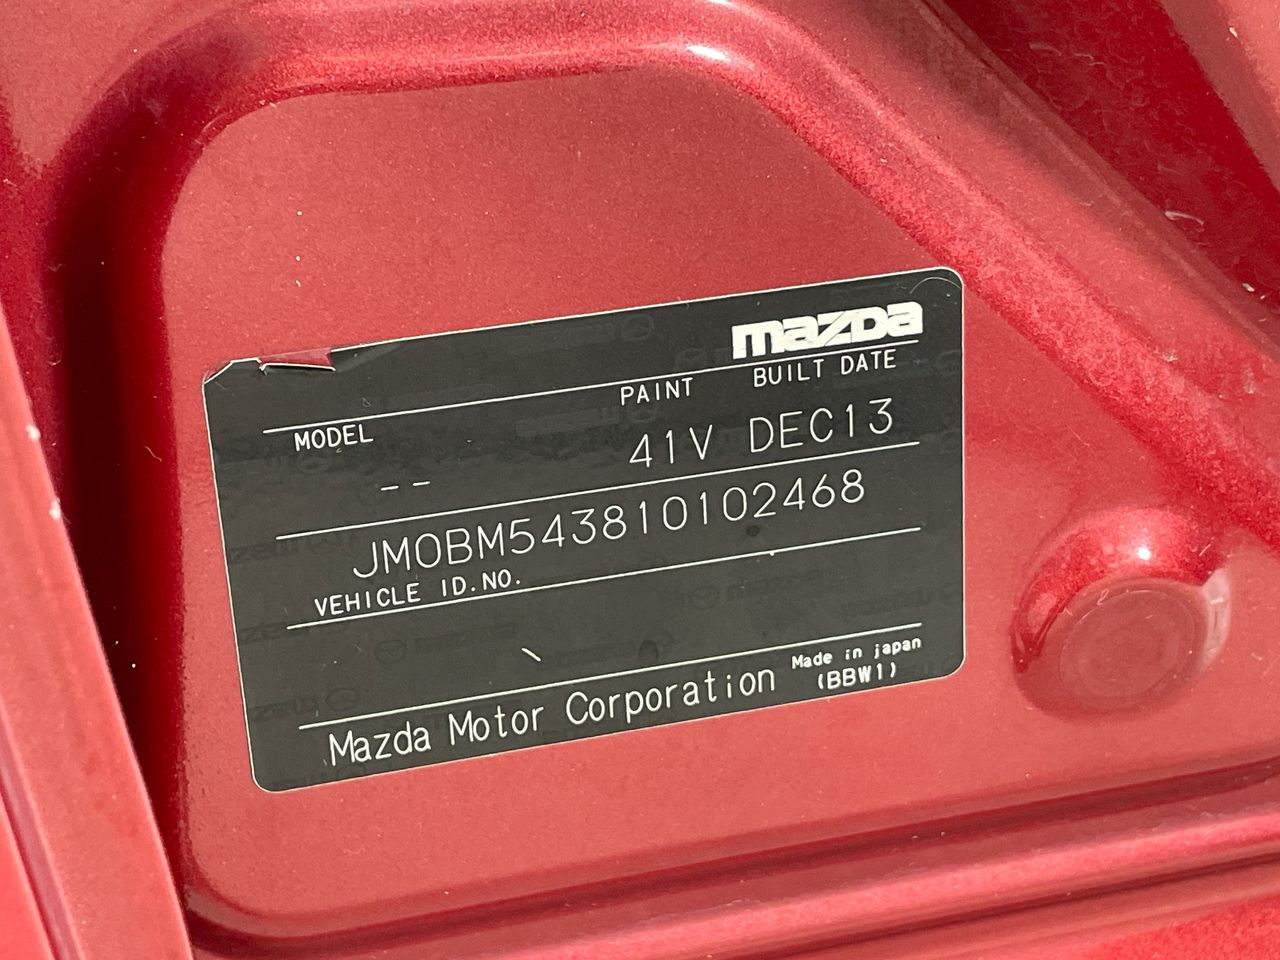 mazda
MODEL PAINT BUILT DATE
-- 41V DEC13
JM0BM543810102468
VEHICLE ID.NO.
Mazda Motor Corporation Made in japan
(BBW1)